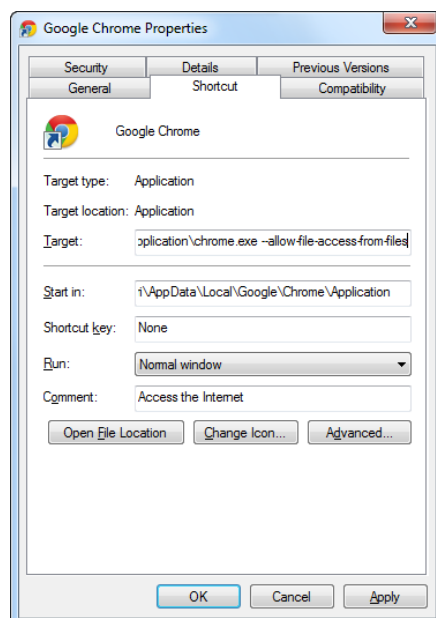 Google Chrome Properties
Security Details Previous Versions
General Shortcut Compatibility
Google Chrome
Target type: Application
Target location: Application
Target: pplication\chrome.exe --allow-file-access-from-files
Start in: \AppData\Local\Google\Chrome\Application
Shortcut key: None
Run: Normal window
Comment: Access the Internet
Open File Location Change Icon... Advanced...
OK Cancel Apply